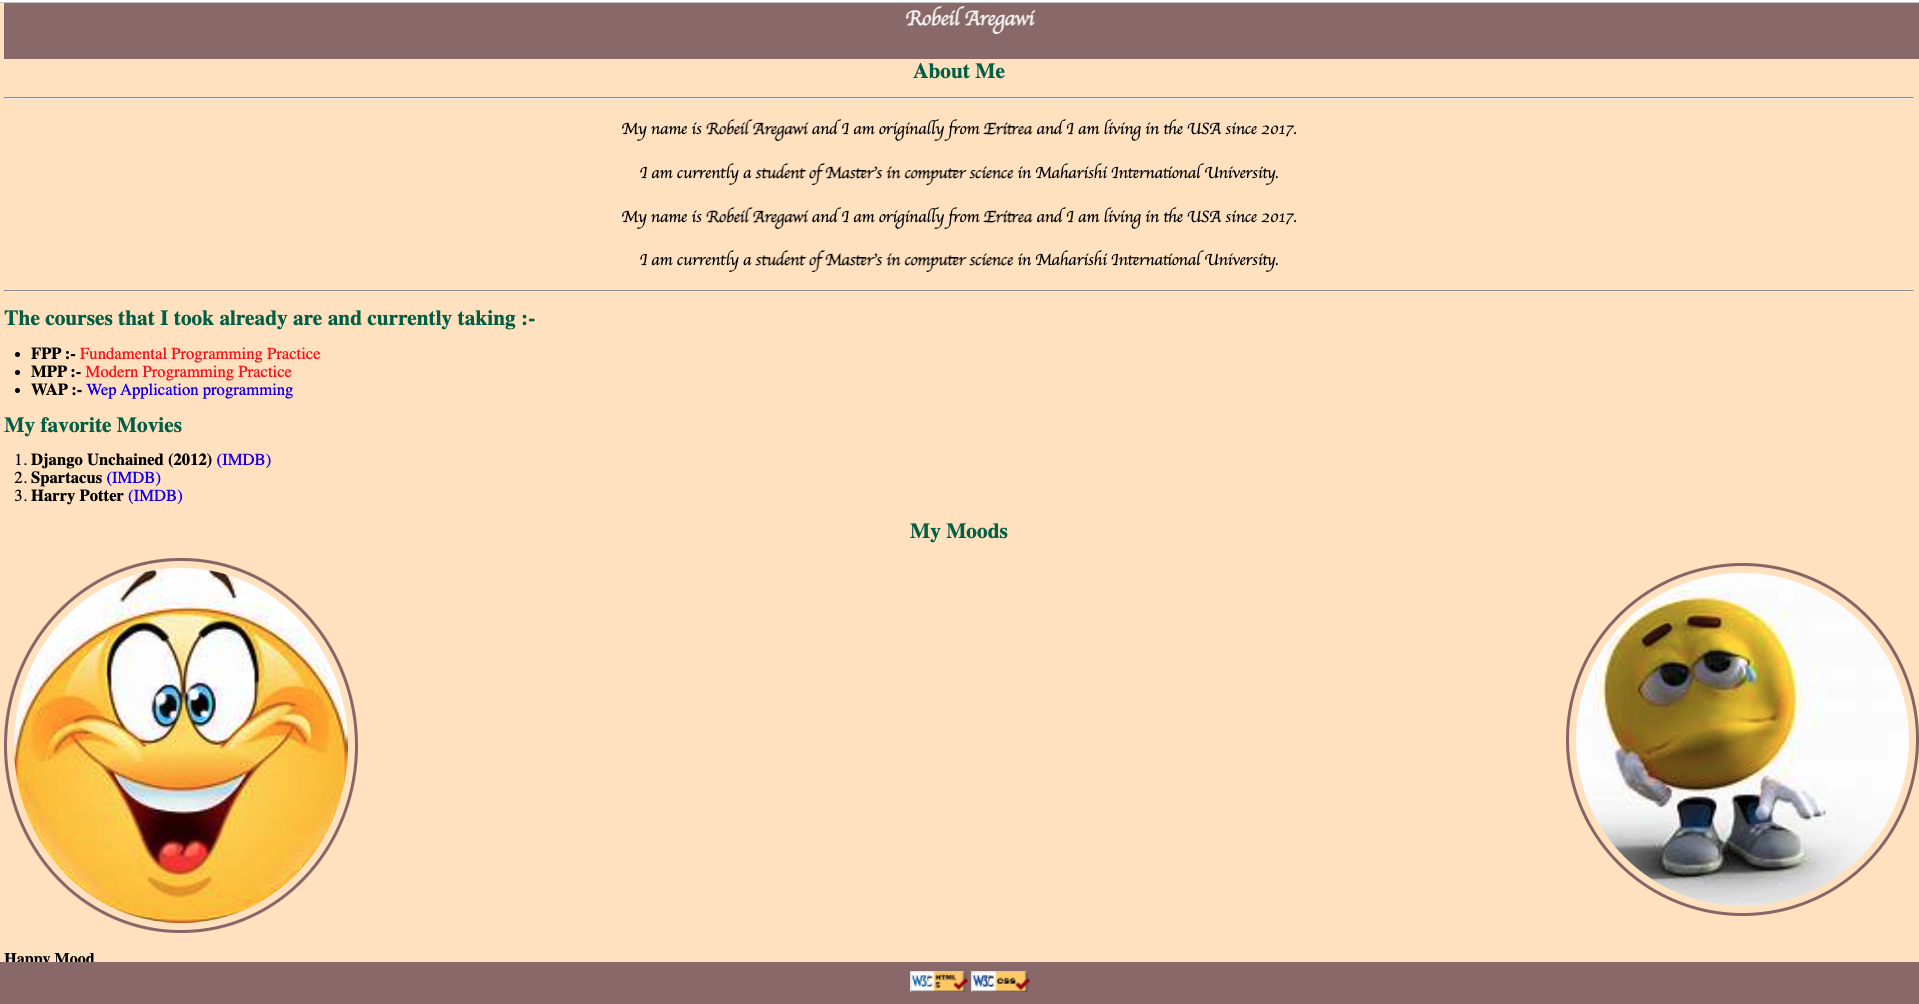 Robeil Aregawi
About Me
My name is Robeil Aregawi and I am originally from Eritrea and I am living in the USA since 2017.
I am currently a student of Master's in computer science in Maharishi International University.
My name is Robeil Aregawi and I am originally from Eritrea and I am living in the USA since 2017.
I am currently a student of Master's in computer science in Maharishi International University.
The courses that I took already are and currently taking :-
• FPP :- Fundamental Programming Practice
• MPP :- Modern Programming Practice
• WAP :- Wep Application programming
My favorite Movies
1. Django Unchained (2012) (IMDB)
2. Spartacus (IMDB)
3. Harry Potter (IMDB)
My Moods
Happy Mood
W3C HTML 5 W3C css